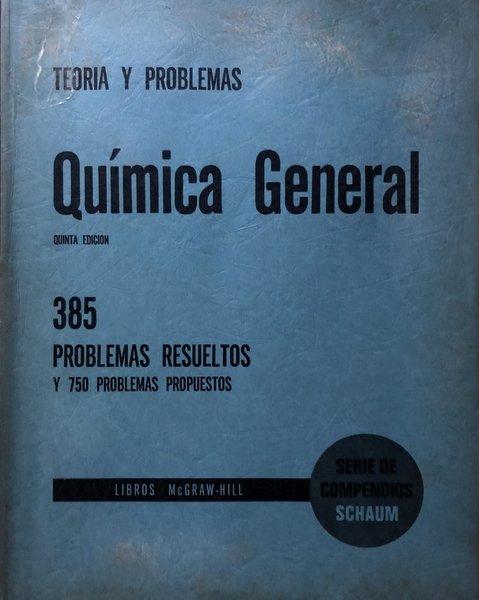 TEORIA Y PROBLEMAS
Química General
QUINTA EDICION
385
PROBLEMAS RESUELTOS
Y 750 PROBLEMAS PROPUESTOS
LIBROS McGRAW-HILL
SERIE DE
COMPENDIOS
SCHAUM